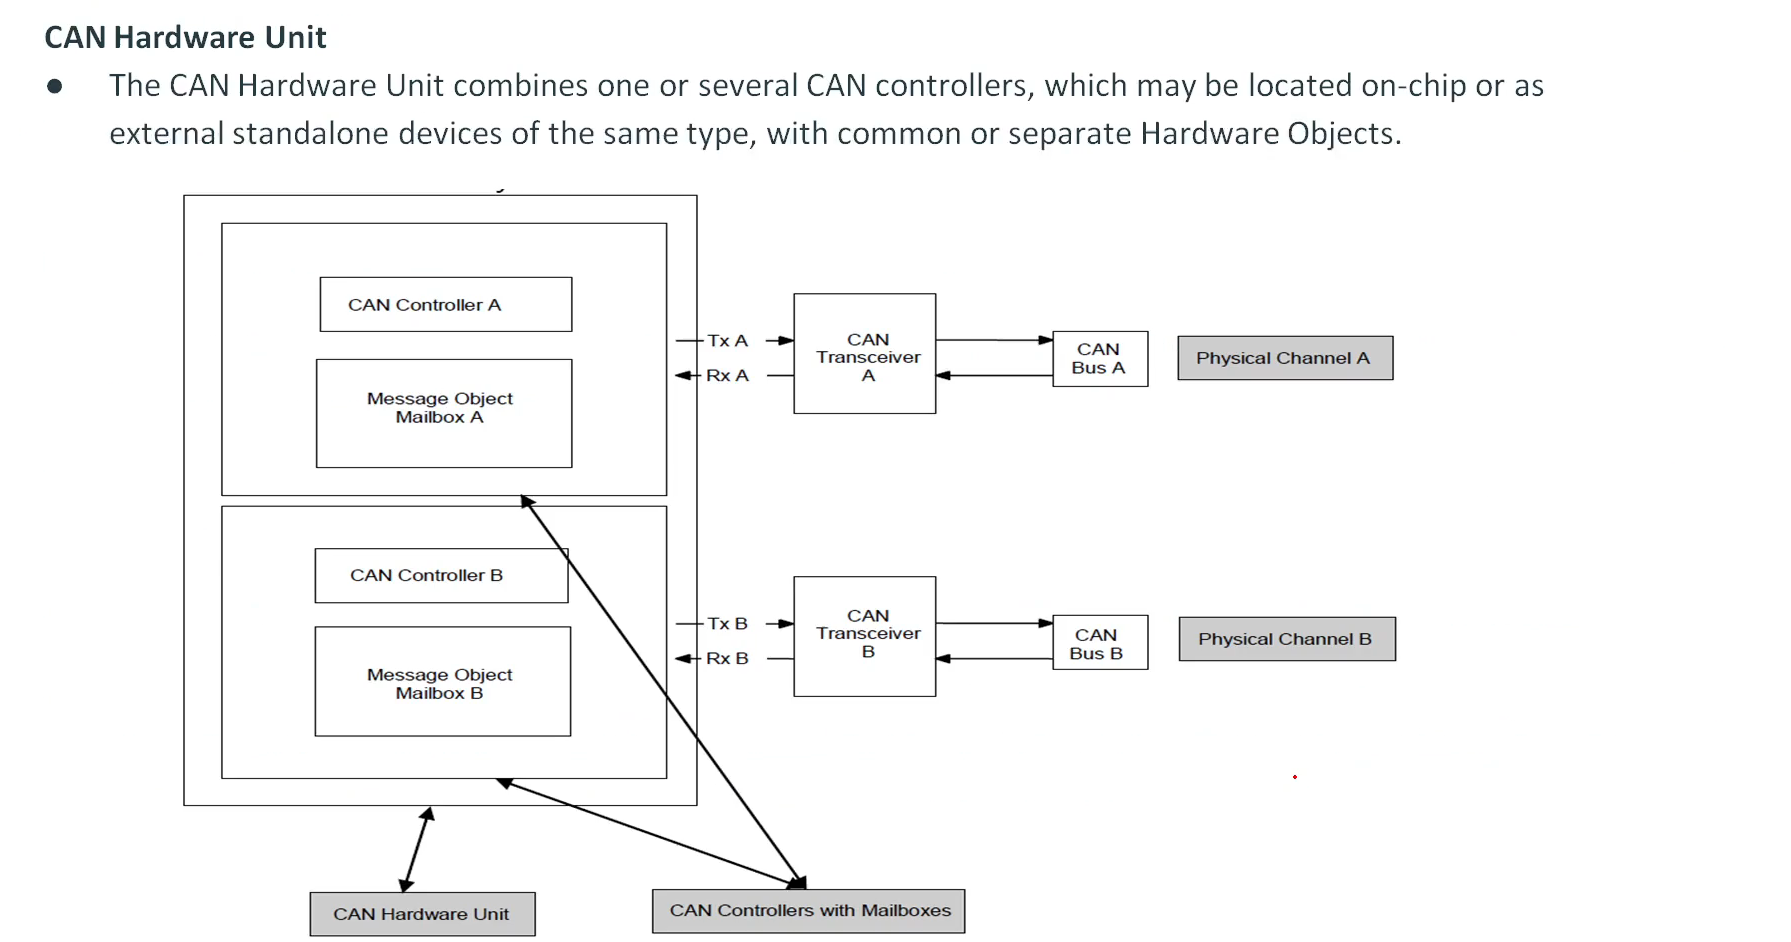 CAN Hardware Unit
● The CAN Hardware Unit combines one or several CAN controllers, which may be located on-chip or as
external standalone devices of the same type, with common or separate Hardware Objects.
CAN Controller A
Message Object
Mailbox A
Tx A
Rx A
CAN
Transceiver
A
CAN
Bus A
Physical Channel A
CAN Controller B
Message Object
Mailbox B
Tx B
Rx B
CAN
Transceiver
B
CAN
Bus B
Physical Channel B
CAN Hardware Unit
CAN Controllers with Mailboxes